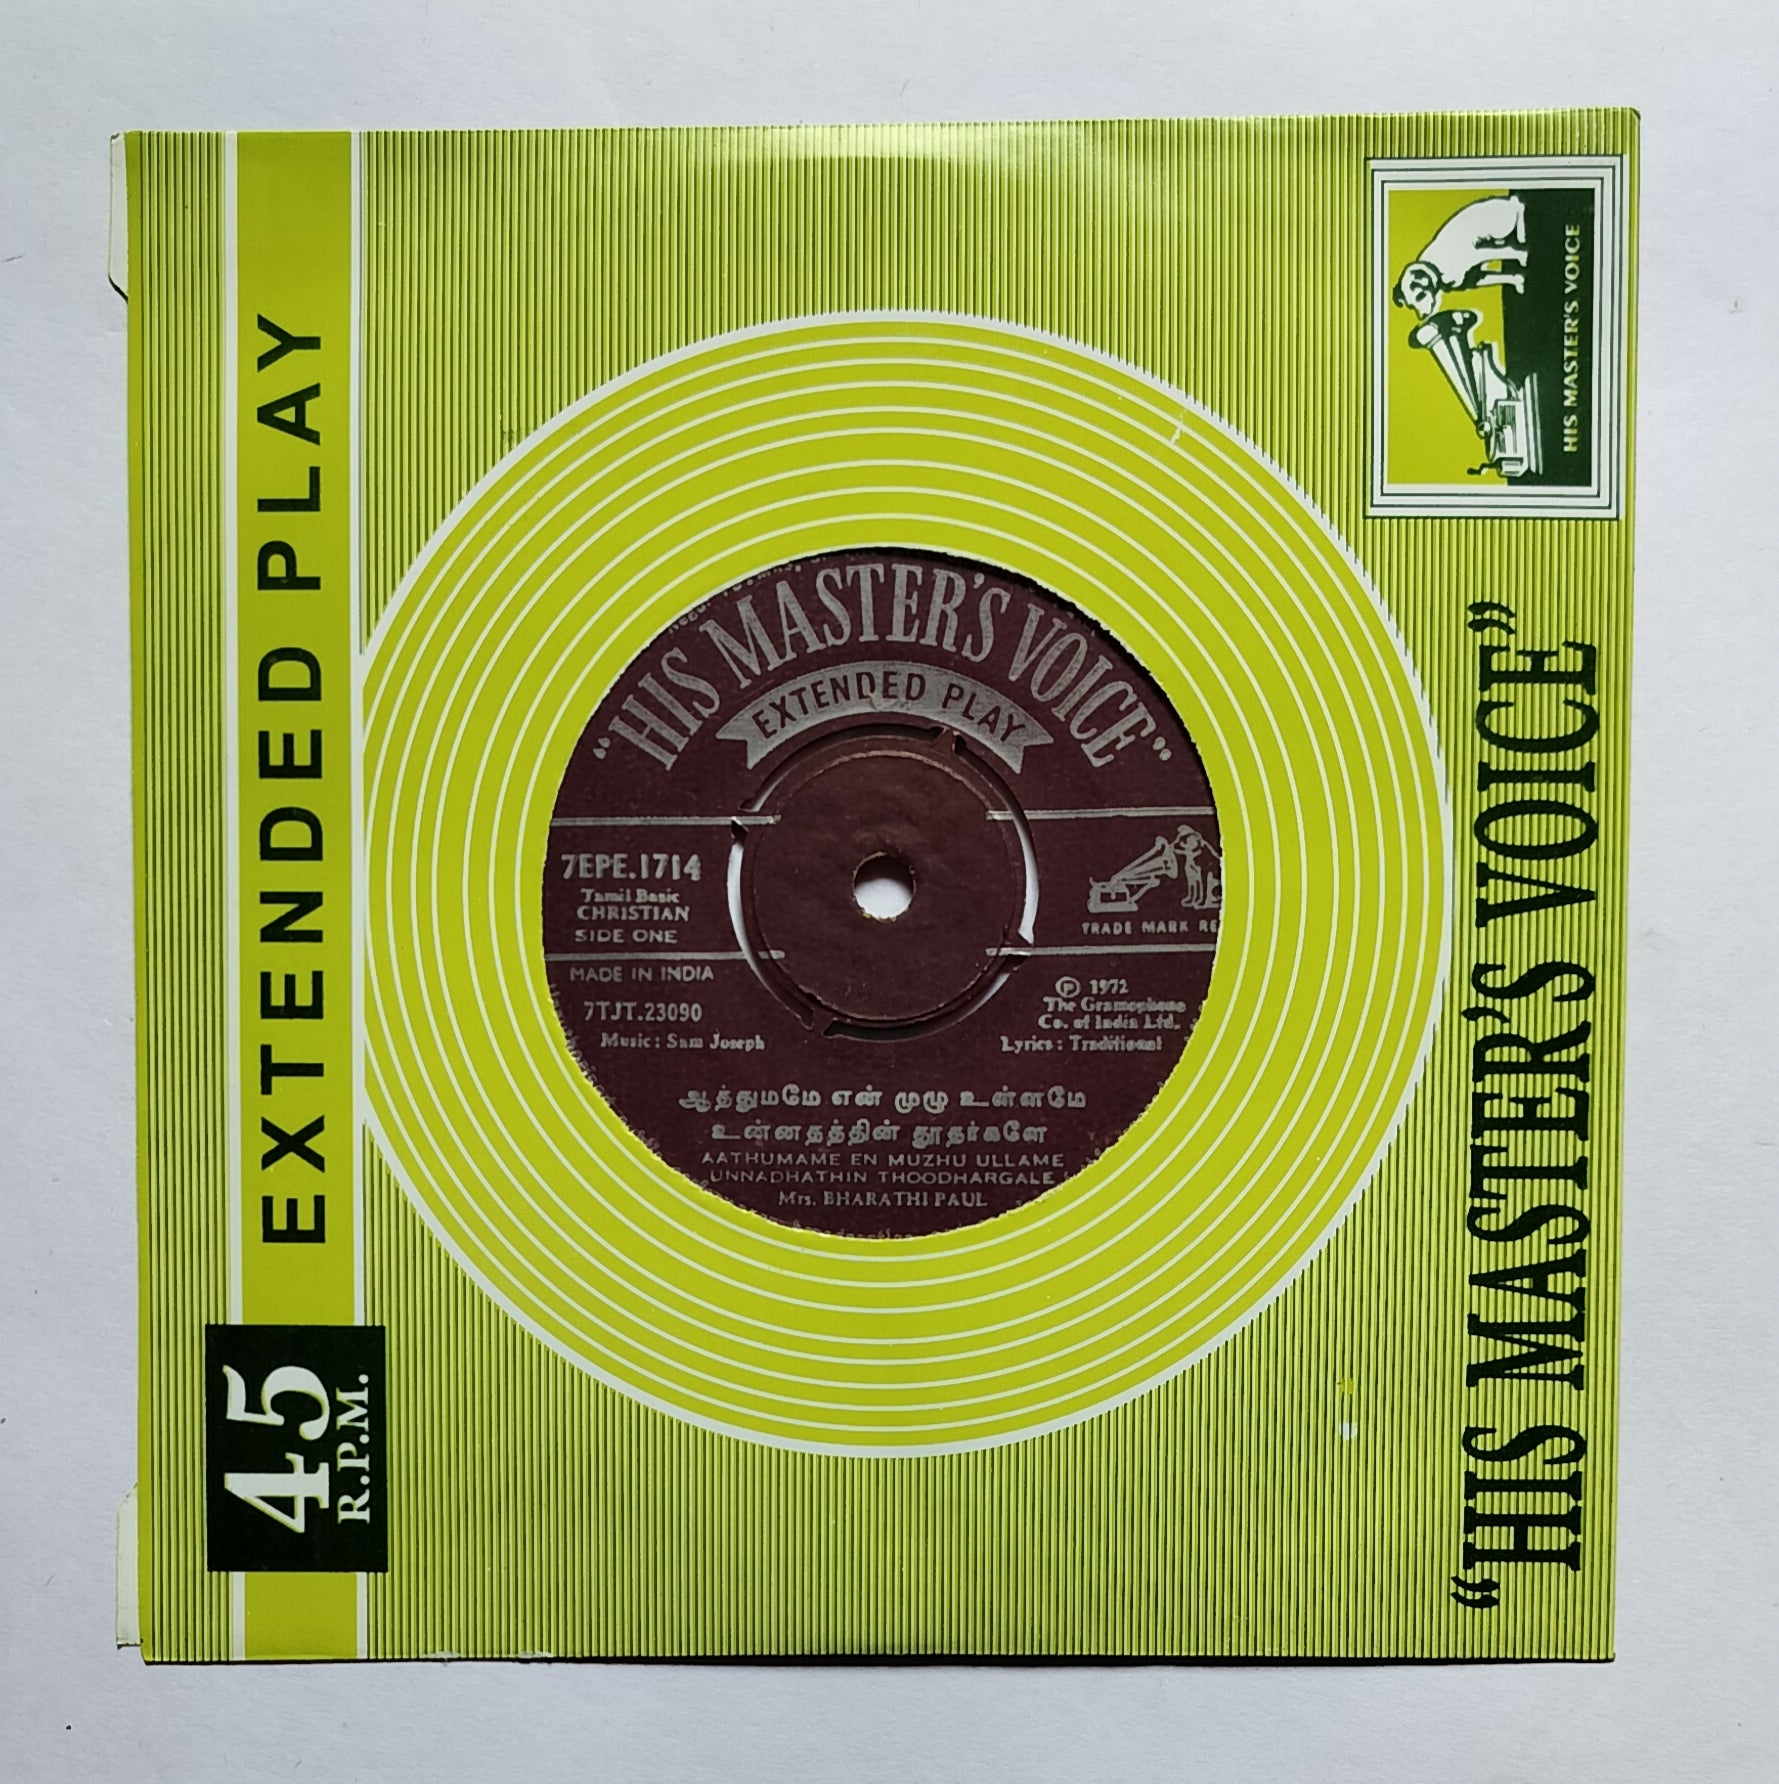 EXTENDED PLAY
45
R.P.M.
HIS MASTER'S VOICE
"HIS MASTER'S VOICE"
"HIS MASTER'S VOICE"
EXTENDED PLAY
7EPE.1714
Tamil Basic
CHRISTIAN
SIDE ONE
TRADE MARK
MADE IN INDIA
7TJT.23090
Music : Sam Joseph
Ⓟ 1972
The Gramophone
Co. of India Ltd.
Lyrics : Traditional
ஆத்துமமே என் முழு உள்ளமே
உன்னதத்தின் தூதர்களே
AATHUMAME EN MUZHU ULLAME
UNNADHATHIN THOODHARGALE
Mrs. BHARATHI PAUL